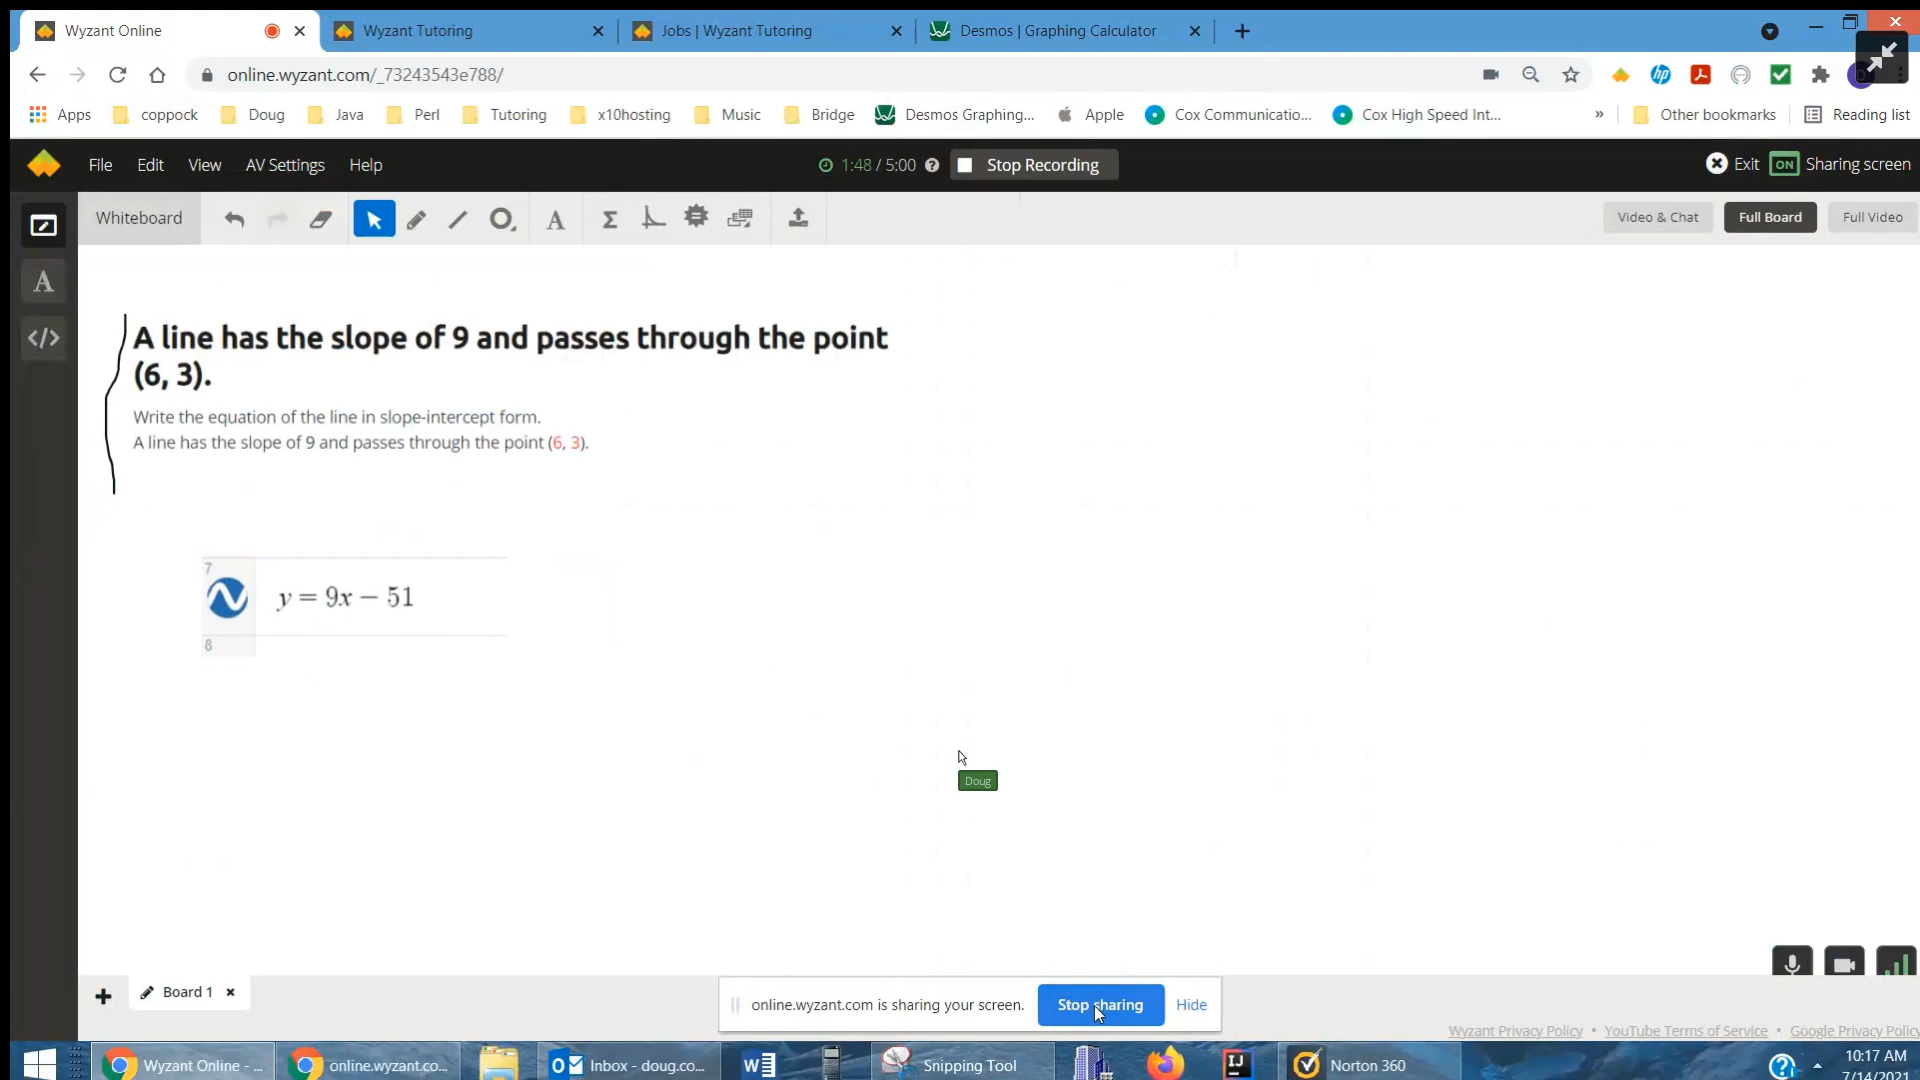 Wyzant Online
Wyzant Tutoring
Jobs | Wyzant Tutoring
Desmos | Graphing Calculator
online.wyzant.com/_73243543e788/
Apps
coppock
Doug
Java
Perl
Tutoring
x10hosting
Music
Bridge
Desmos Graphing...
Apple
Cox Communicatio...
Cox High Speed Int...
»
Other bookmarks
Reading list
File Edit View AV Settings Help
1:48 / 5:00
Stop Recording
Exit
ON Sharing screen
Whiteboard
Video & Chat
Full Board
Full Video
A line has the slope of 9 and passes through the point
(6, 3).
Write the equation of the line in slope-intercept form.
A line has the slope of 9 and passes through the point (6, 3).
7
y = 9x − 51
8
Doug
Board 1
online.wyzant.com is sharing your screen.
Stop sharing
Hide
Wyzant Privacy Policy • YouTube Terms of Service • Google Privacy Policy
Wyzant Online - ...
online.wyzant.co...
Inbox - doug.co...
Snipping Tool
Norton 360
10:17 AM
7/14/2021